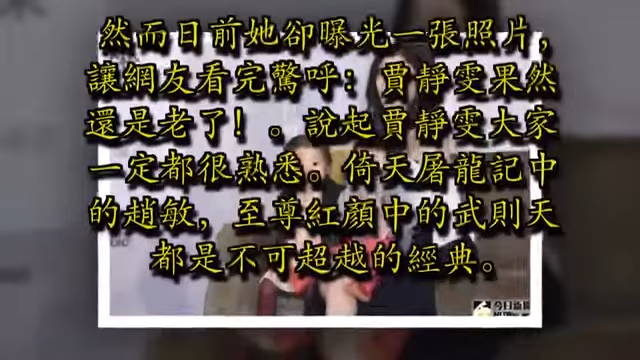 然而日前她卻曝光一張照片，
讓網友看完驚呼：賈靜雯果然
還是老了！。說起賈靜雯大家
一定都很熟悉。倚天屠龍記中
的趙敏，至尊紅顏中的武則天
都是不可超越的經典。